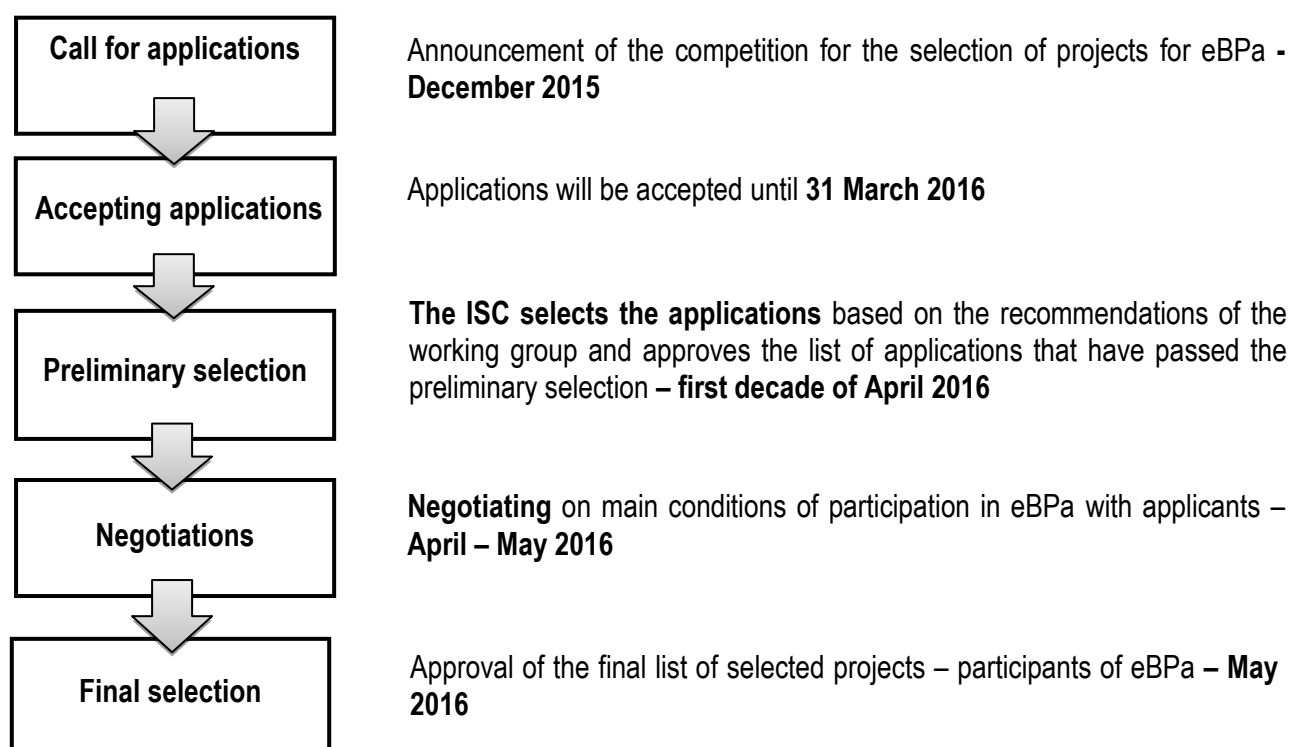 Call for applications
Announcement of the competition for the selection of projects for eBPa -
December 2015
Accepting applications
Applications will be accepted until 31 March 2016
Preliminary selection
The ISC selects the applications based on the recommendations of the
working group and approves the list of applications that have passed the
preliminary selection – first decade of April 2016
Negotiations
Negotiating on main conditions of participation in eBPa with applicants –
April – May 2016
Final selection
Approval of the final list of selected projects – participants of eBPa – May
2016